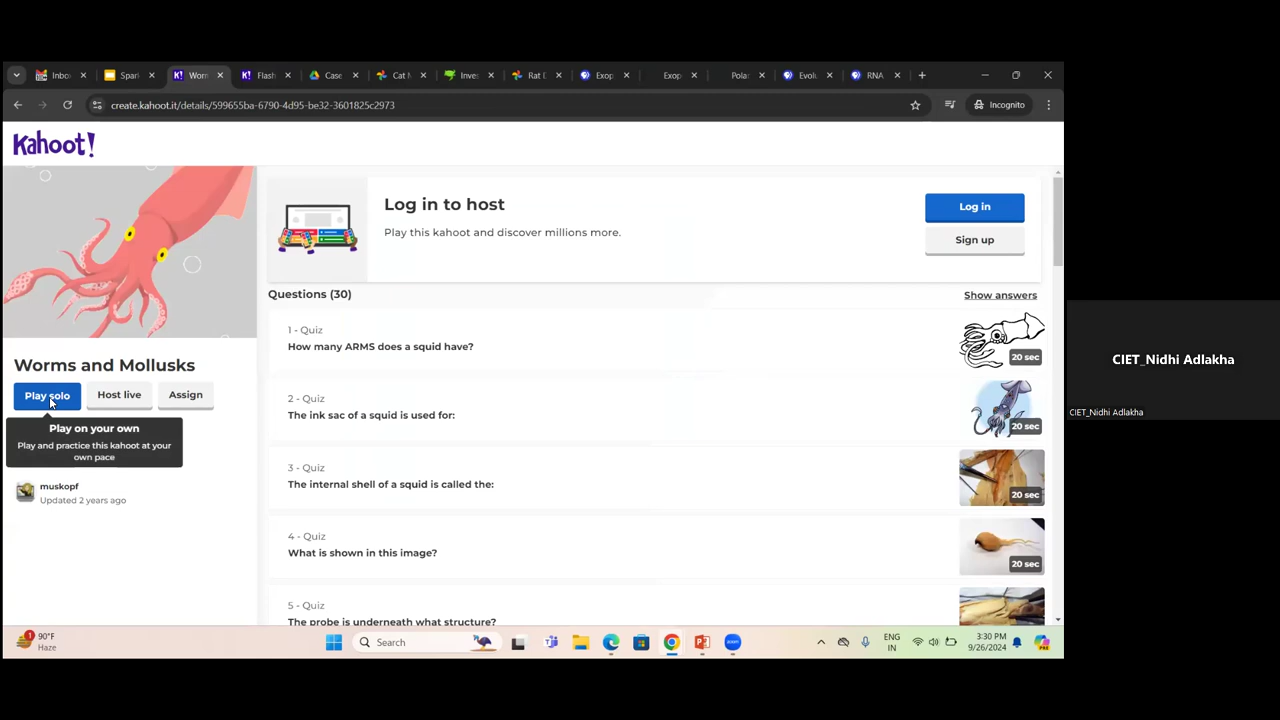 Inbo
Spark
Worm
Flash
Case
Cat M
Inves
Rat D
Exop
Exop
Polar
Evolu
RNA
create.kahoot.it/details/599655ba-6790-4d95-be32-3601825c2973
Incognito
Kahoot!
Log in to host
Play this kahoot and discover millions more.
Log in
Sign up
Questions (30)
Show answers
1 - Quiz
How many ARMS does a squid have?
20 sec
2 - Quiz
The ink sac of a squid is used for:
20 sec
3 - Quiz
The internal shell of a squid is called the:
20 sec
4 - Quiz
What is shown in this image?
20 sec
5 - Quiz
The probe is underneath what structure?
Worms and Mollusks
Play solo
Host live
Assign
Play on your own
Play and practice this kahoot at your
own pace
muskopf
Updated 2 years ago
CIET_Nidhi Adlakha
CIET_Nidhi Adlakha
1
90°F
Haze
Search
ENG
IN
3:30 PM
9/26/2024